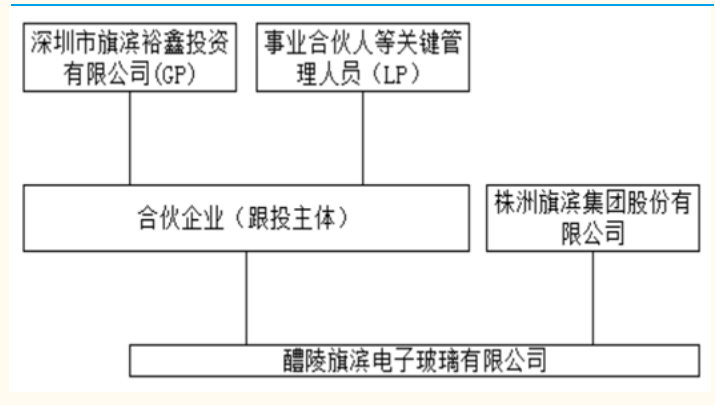 深圳市旗滨裕鑫投资
有限公司(GP)
事业合伙人等关键管
理人员（LP）
合伙企业（跟投主体）
株洲旗滨集团股份有
限公司
醴陵旗滨电子玻璃有限公司